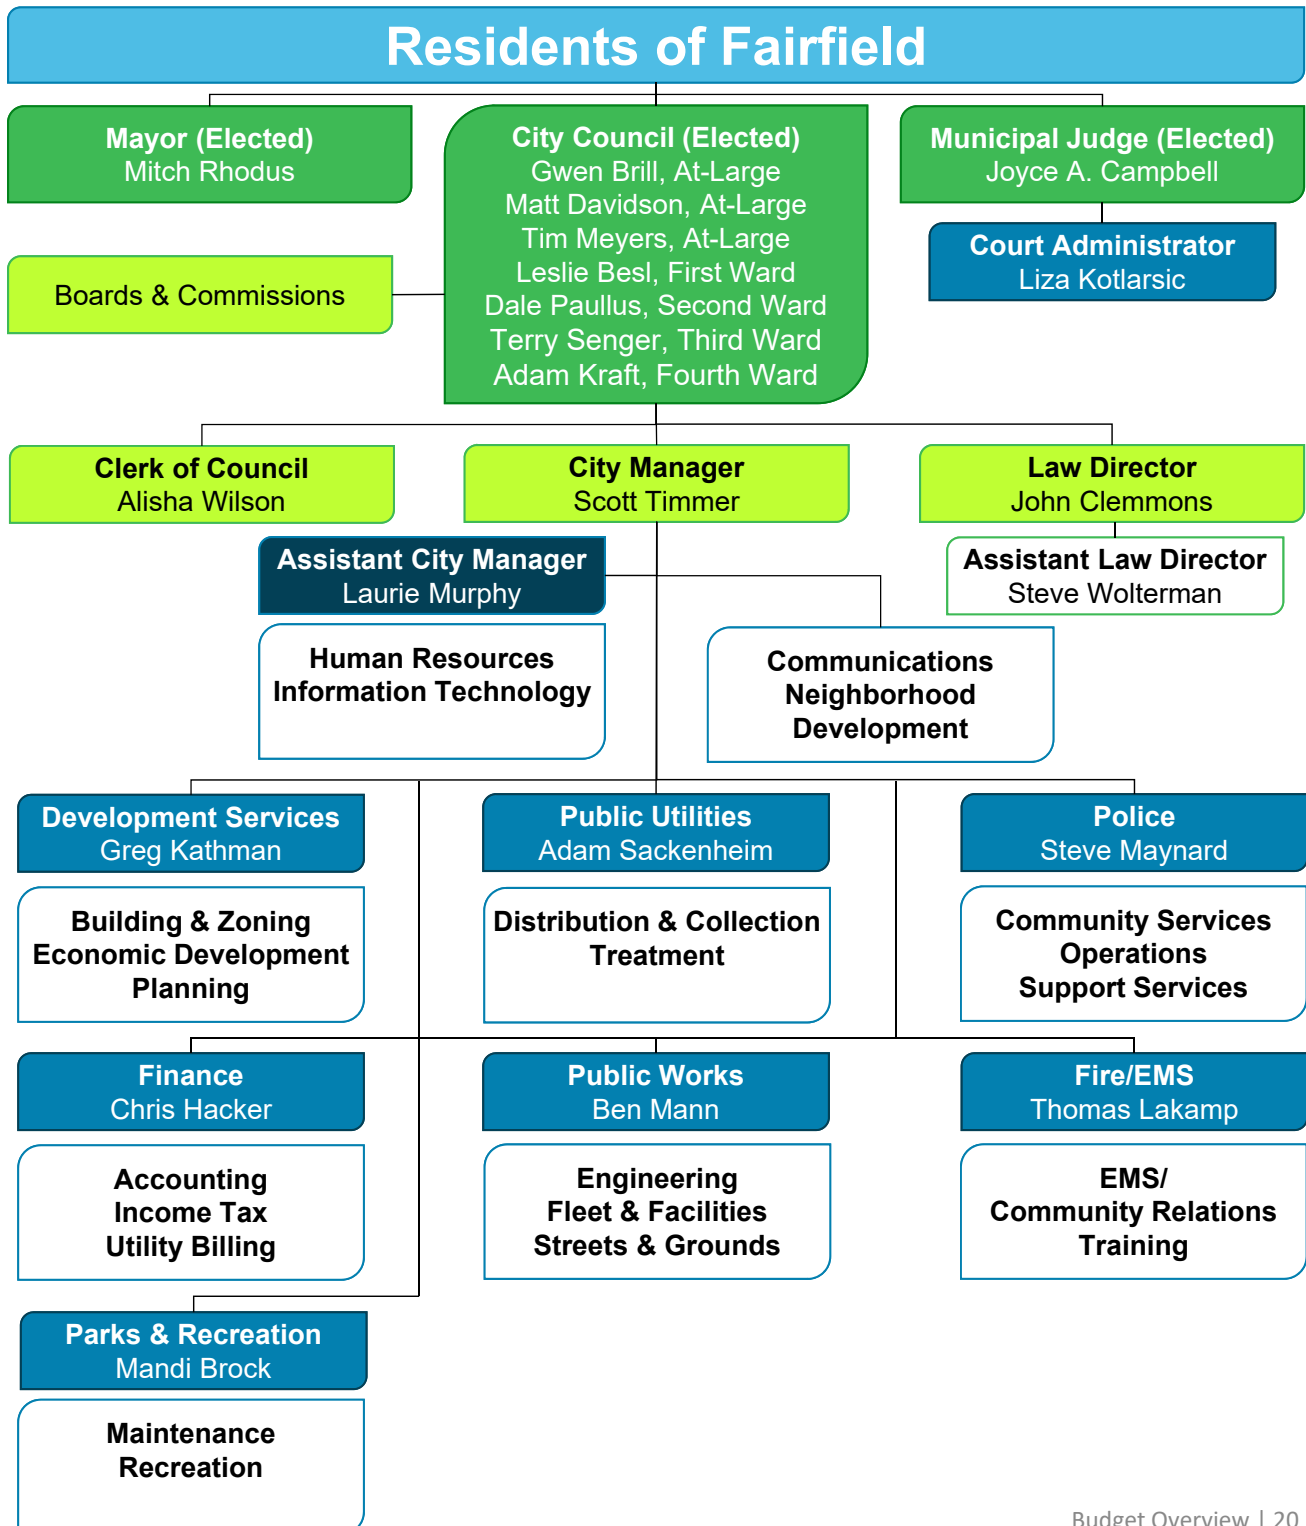 Residents of Fairfield
Mayor (Elected)
Mitch Rhodus
City Council (Elected)
Gwen Brill, At-Large
Matt Davidson, At-Large
Tim Meyers, At-Large
Leslie Besl, First Ward
Dale Paullus, Second Ward
Terry Senger, Third Ward
Adam Kraft, Fourth Ward
Municipal Judge (Elected)
Joyce A. Campbell
Court Administrator
Liza Kotlarsic
Boards & Commissions
Clerk of Council
Alisha Wilson
City Manager
Scott Timmer
Law Director
John Clemmons
Assistant City Manager
Laurie Murphy
Assistant Law Director
Steve Wolterman
Human Resources
Information Technology
Communications
Neighborhood
Development
Development Services
Greg Kathman
Public Utilities
Adam Sackenheim
Police
Steve Maynard
Building & Zoning
Economic Development
Planning
Distribution & Collection
Treatment
Community Services
Operations
Support Services
Finance
Chris Hacker
Public Works
Ben Mann
Fire/EMS
Thomas Lakamp
Accounting
Income Tax
Utility Billing
Engineering
Fleet & Facilities
Streets & Grounds
EMS/
Community Relations
Training
Parks & Recreation
Mandi Brock
Maintenance
Recreation
Budget Overview | 20